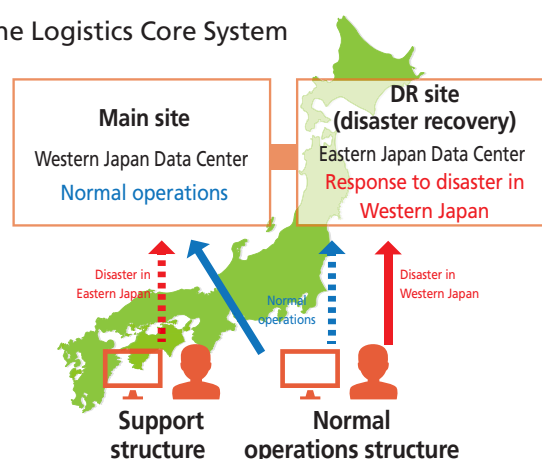 ne Logistics Core System
Main site
Western Japan Data Center
Normal operations
DR site
(disaster recovery)
Eastern Japan Data Center
Response to disaster in
Western Japan
Disaster in
Eastern Japan
Normal
operations
Disaster in
Western Japan
Support
structure
Normal
operations structure